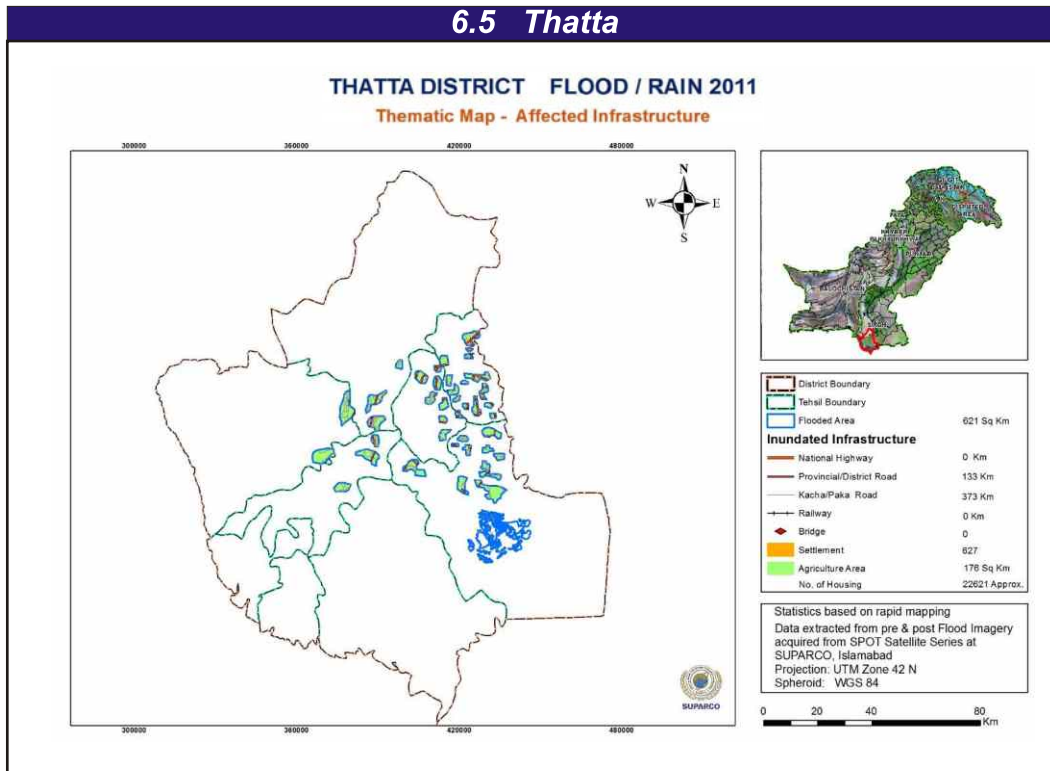 6.5 Thatta
THATTA DISTRICT FLOOD / RAIN 2011
Thematic Map - Affected Infrastructure
300000 360000 420000 480000
N
W E
S
BALOCHISTAN
SINDH
District Boundary
Tehsil Boundary
Flooded Area 621 Sq Km
Inundated Infrastructure
National Highway 0 Km
Provincial/District Road 133 Km
Kacha/Paka Road 373 Km
Railway 0 Km
Bridge 0
Settlement 627
Agriculture Area 178 Sq Km
No. of Housing 22621 Approx.
Statistics based on rapid mapping
Data extracted from pre & post Flood Imagery
acquired from SPOT Satellite Series at
SUPARCO, Islamabad
Projection: UTM Zone 42 N
Spheroid: WGS 84
SUPARCO
0 20 40 80
Km
300000 360000 420000 480000